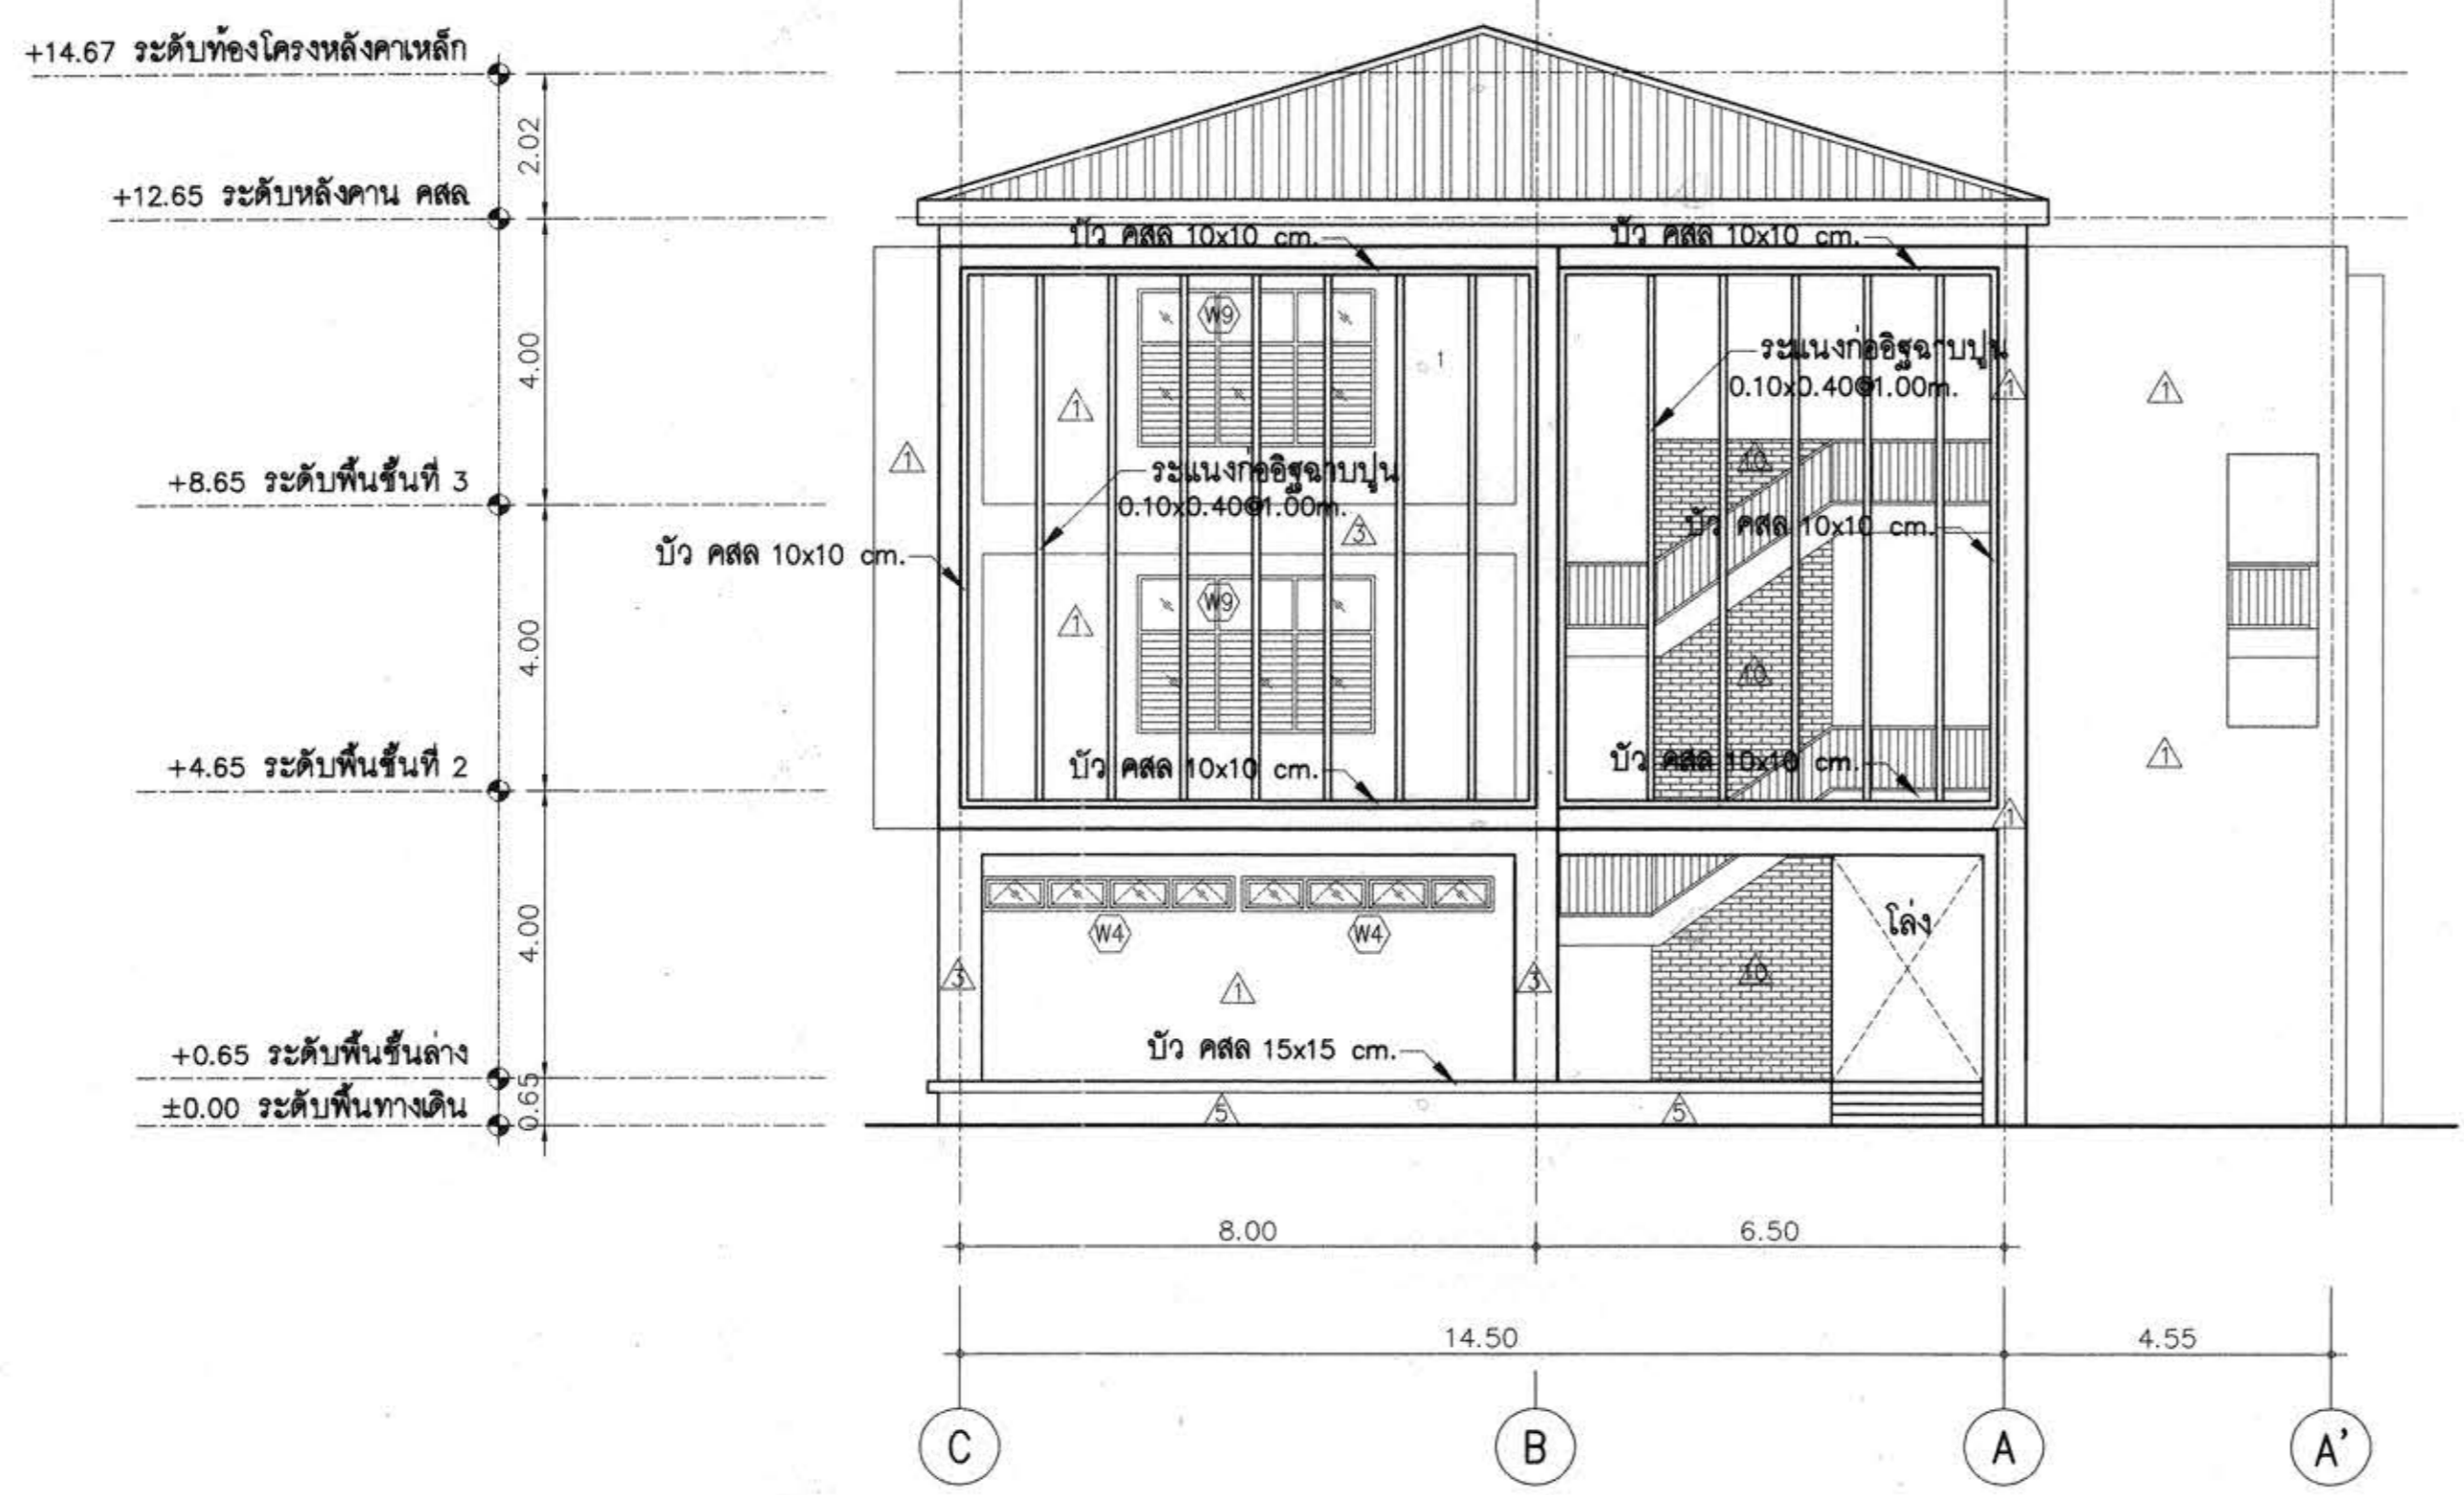 +14.67 ระดับท้องโครงหลังคาเหล็ก
2.02
+12.65 ระดับหลังคาน คสล
บัว คสล 10x10 cm.
บัว คสล 10x10 cm.
W9
4.00
ระแนงก่ออิฐฉาบปูน
0.10x0.40@1.00m.
1
1
1
1
1
10
+8.65 ระดับพื้นชั้นที่ 3
ระแนงก่ออิฐฉาบปูน
0.10x0.40@1.00m.
3
บัว คสล 10x10 cm.
บัว คสล 10x10 cm.
W9
4.00
1
10
+4.65 ระดับพื้นชั้นที่ 2
บัว คสล 10x10 cm.
บัว คสล 10x10 cm.
1
1
4.00
W4
W4
โล่ง
3
1
3
10
+0.65 ระดับพื้นชั้นล่าง
บัว คสล 15x15 cm.
±0.00 ระดับพื้นทางเดิน
0.65
5
5
8.00
6.50
14.50
4.55
C
B
A
A'